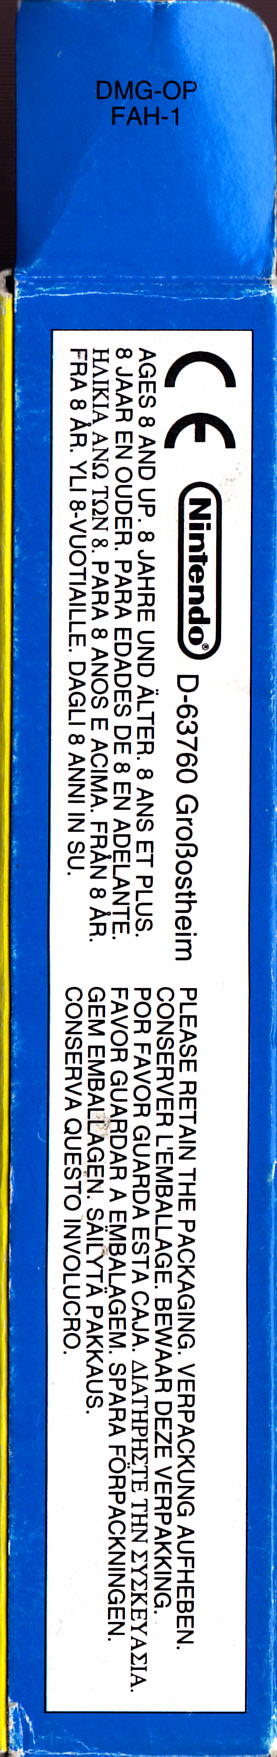 DMG-OP
FAH-1
CE
Nintendo® D-63760 Großostheim
AGES 8 AND UP. 8 JAHRE UND ÄLTER. 8 ANS ET PLUS.
8 JAAR EN OUDER. PARA EDADES DE 8 EN ADELANTE.
ΗΛΙΚΙΑ ΑΝΩ ΤΩΝ 8. PARA 8 ANOS E ACIMA. FRÅN 8 ÅR.
FRA 8 ÅR. YLI 8-VUOTIAILLE. DAGLI 8 ANNI IN SU.
PLEASE RETAIN THE PACKAGING. VERPACKUNG AUFHEBEN.
CONSERVER L'EMBALLAGE. BEWAAR DEZE VERPAKKING.
POR FAVOR GUARDA ESTA CAJA. ΔΙΑΤΗΡΗΣΤΕ ΤΗΝ ΣΥΣΚΕΥΑΣΙΑ.
FAVOR GUARDAR A EMBALAGEM. SPARA FÖRPACKNINGEN.
GEM EMBALLAGEN. SÄILYTÄ PAKKAUS.
CONSERVA QUESTO INVOLUCRO.